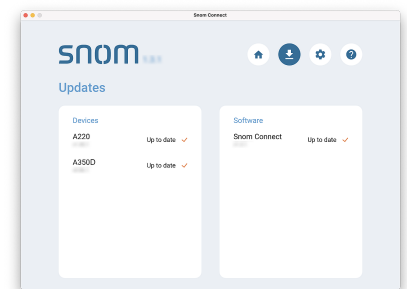 Snom Connect
snom
Updates
Devices
A220
Up to date
A350D
Up to date
Software
Snom Connect
Up to date